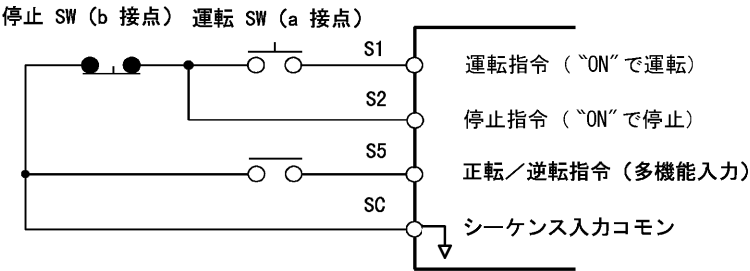 停止 SW（b 接点） 運転 SW（a 接点）
S1 運転指令（〝ON〞で運転）
S2 停止指令（〝ON〞で停止）
S5 正転／逆転指令（多機能入力）
SC シーケンス入力コモン